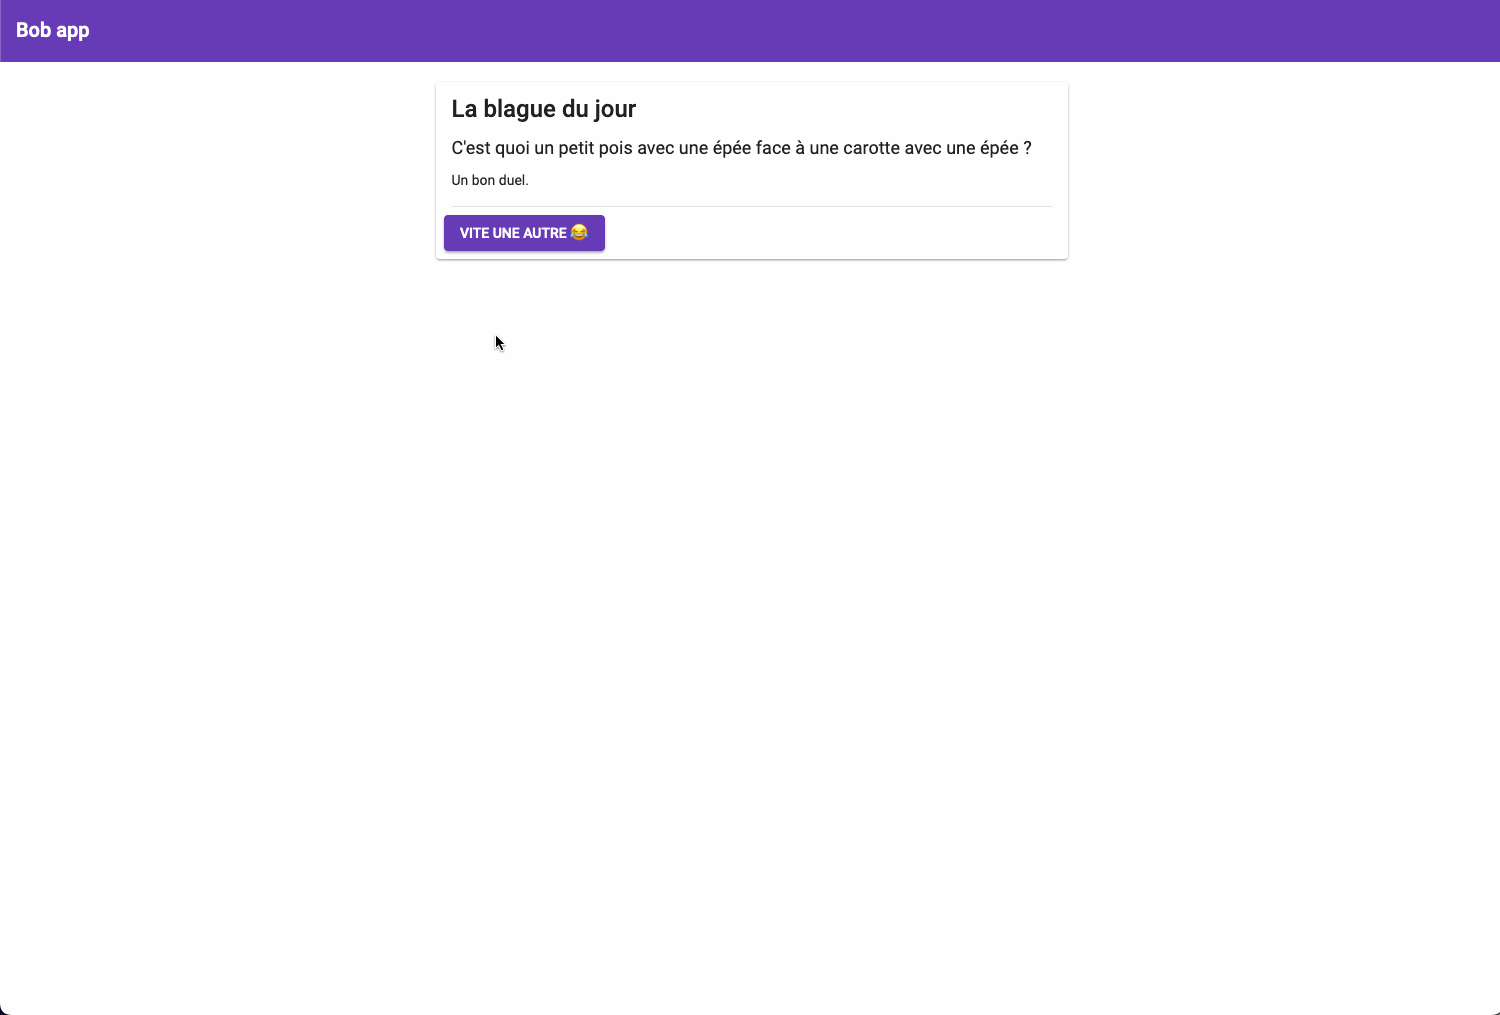 Bob app
La blague du jour
C'est quoi un petit pois avec une épée face à une carotte avec une épée ?
Un bon duel.
VITE UNE AUTRE 😂